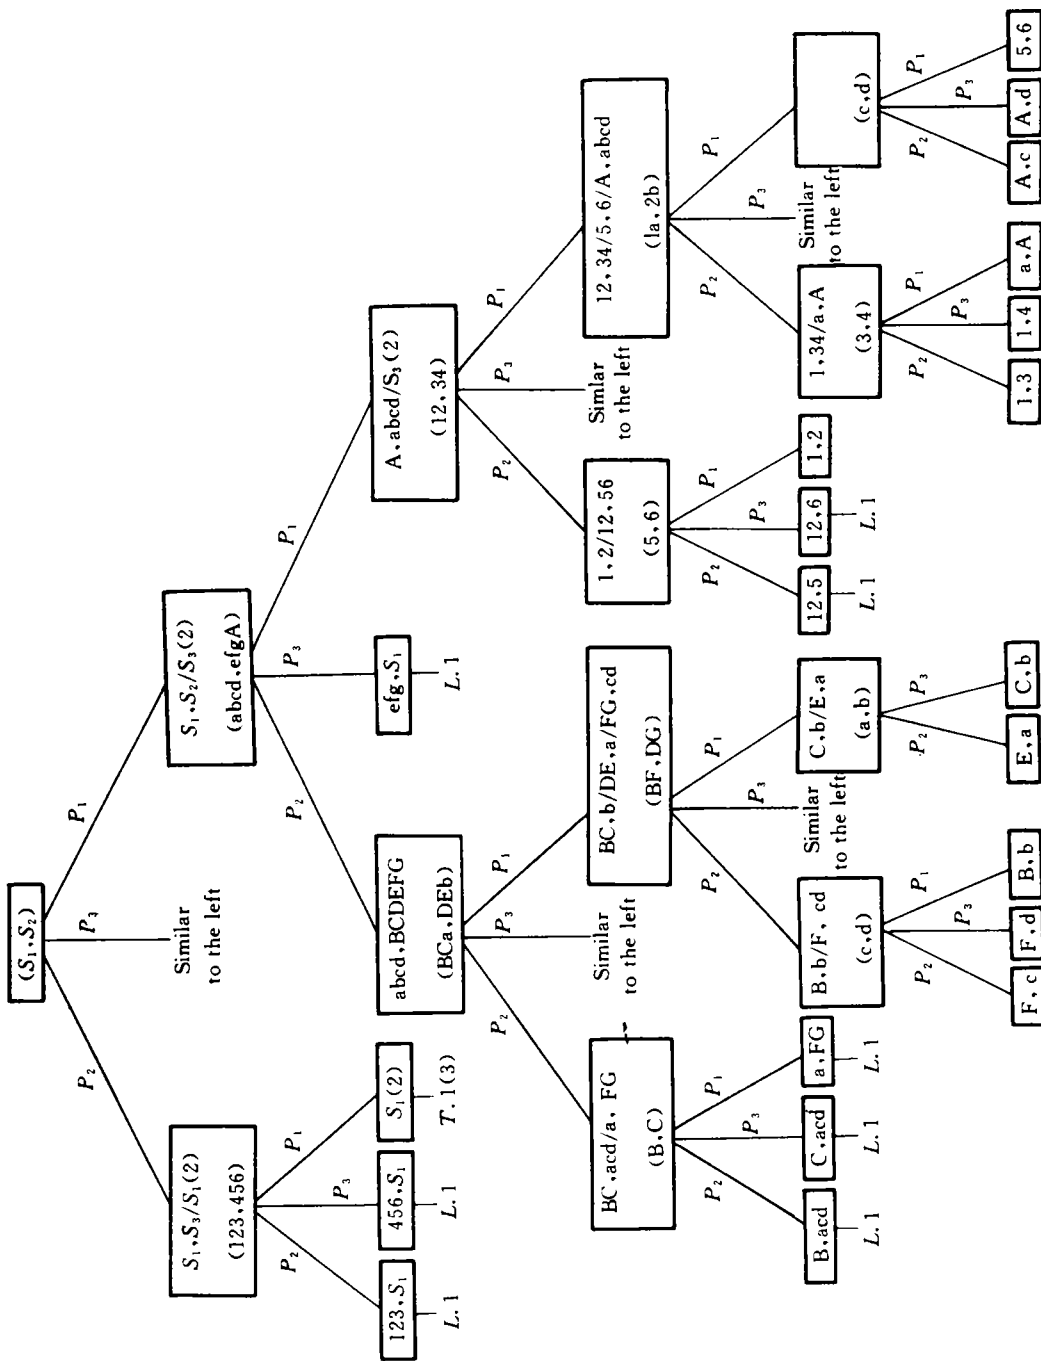 (S₁,S₂)
P₂
P₃
P₁
S₁,S₃/S₁(2)
(123,456)
Similar
to the left
S₁,S₂/S₃(2)
(abcd,efgA)
P₂
P₃
P₁
P₂
P₃
P₁
123,S₁
L.1
456,S₁
L.1
S₁(2)
T.1(3)
abcd,BCDEFG
(BCa,DEb)
efg,S₁
L.1
A,abcd/S₃(2)
(12,34)
P₂
P₃
P₁
P₂
P₃
P₁
BC,acd/a, FG
(B,C)
Similar
to the left
BC,b/DE,a/FG,cd
(BF,DG)
1,2/12,56
(5,6)
Simlar
to the left
12,34/5,6/A,abcd
(1a,2b)
P₂
P₃
P₁
P₂
P₃
P₁
P₂
P₃
P₁
P₂
P₃
P₁
B,acd
L.1
C,acd
L.1
a,FG
L.1
B,b/F, cd
(c,d)
Similar
to the left
C,b/E,a
(a,b)
12,5
L.1
12,6
L.1
1,2
1,34/a,A
(3,4)
Similar
to the left
(c,d)
P₂
P₃
P₁
P₂
P₃
P₂
P₃
P₁
P₂
P₃
P₁
F, c
F,d
B,b
E,a
C,b
1,3
1,4
a,A
A,c
A,d
5,6